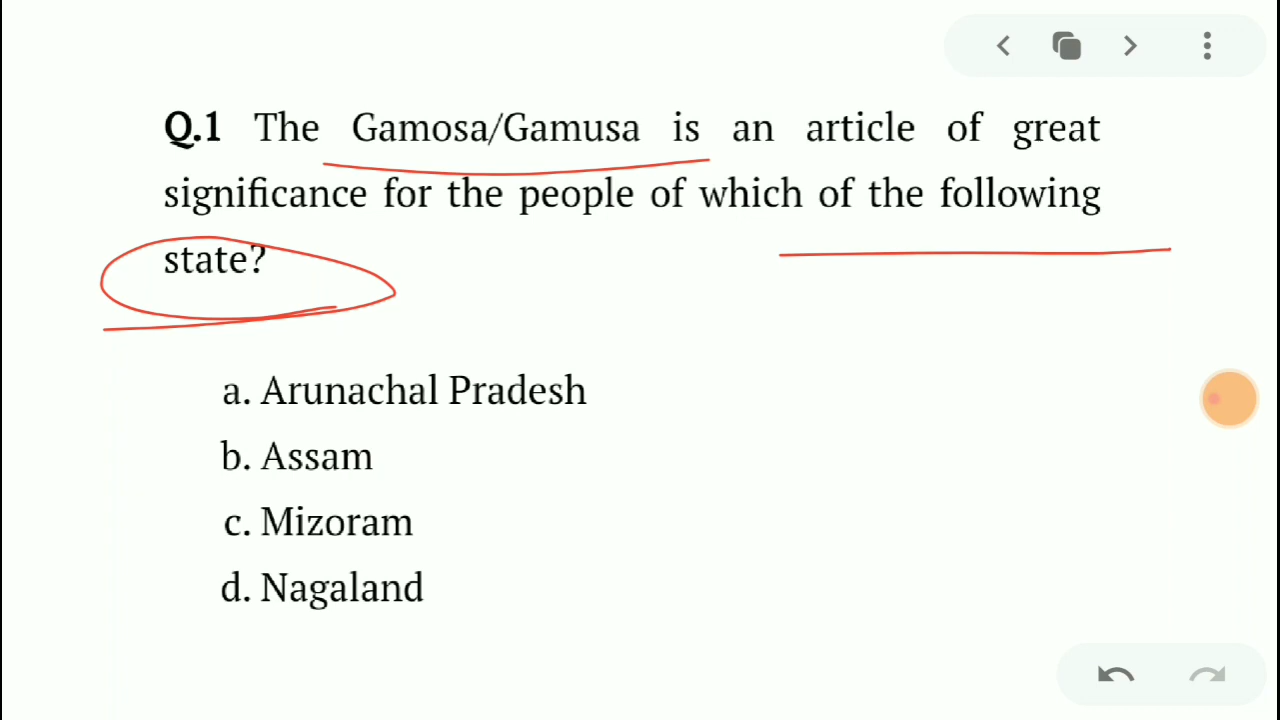 Q.1 The Gamosa/Gamusa is an article of great
significance for the people of which of the following
state?
a. Arunachal Pradesh
b. Assam
c. Mizoram
d. Nagaland